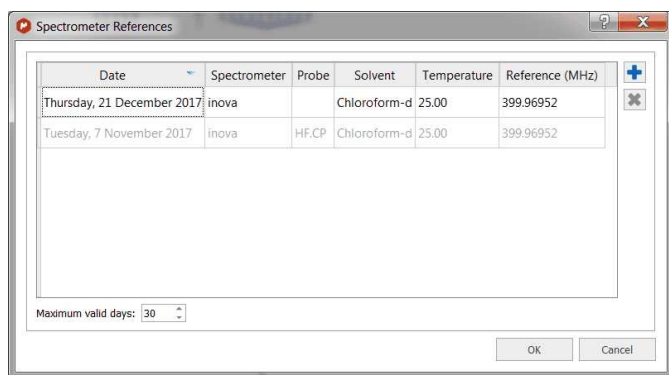 Spectrometer References
Date Spectrometer Probe Solvent Temperature Reference (MHz)
Thursday, 21 December 2017 inova Chloroform-d 25.00 399.96952
Tuesday, 7 November 2017 inova HF.CP Chloroform-d 25.00 399.96952
Maximum valid days: 30
OK Cancel